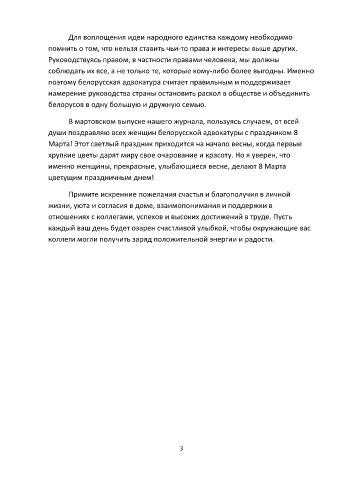 Для воплощения идеи народного единства каждому необходимо
помнить о том, что нельзя ставить чьи-то права и интересы выше других.
Руководствуясь правом, в частности правами человека, мы должны
соблюдать их все, а не только те, которые кому-либо более выгодны. Именно
поэтому белорусская адвокатура считает правильным и поддерживает
намерение руководства страны остановить раскол в обществе и объединить
белорусов в одну большую и дружную семью.
В мартовском выпуске нашего журнала, пользуясь случаем, от всей
души поздравляю всех женщин белорусской адвокатуры с праздником 8
Марта! Этот светлый праздник приходится на начало весны, когда первые
хрупкие цветы дарят миру свое очарование и красоту. Но я уверен, что
именно женщины, прекрасные, улыбающиеся весне, делают 8 Марта
цветущим праздничным днем!
Примите искренние пожелания счастья и благополучия в личной
жизни, уюта и согласия в доме, взаимопонимания и поддержки в
отношениях с коллегами, успехов и высоких достижений в труде. Пусть
каждый ваш день будет озарен счастливой улыбкой, чтобы окружающие вас
коллеги могли получить заряд положительной энергии и радости.
3